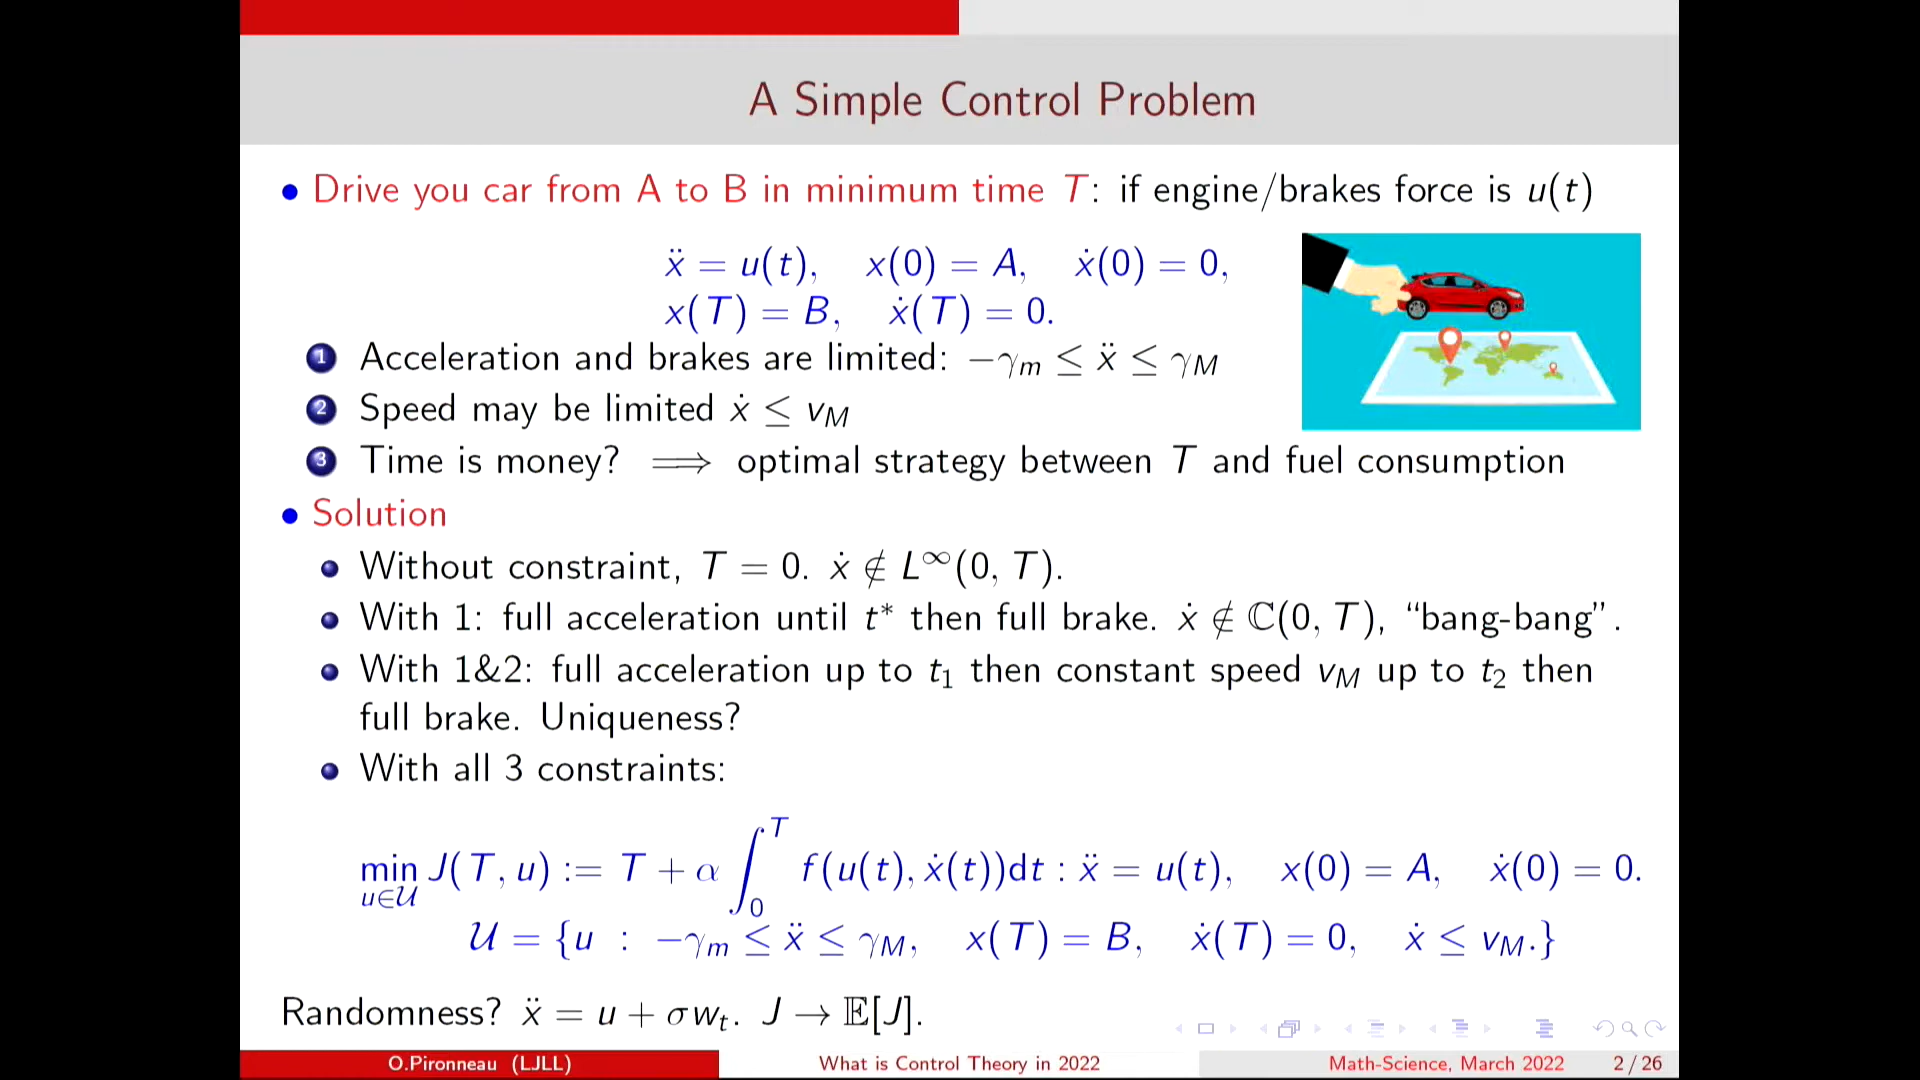 A Simple Control Problem
• Drive you car from A to B in minimum time T: if engine/brakes force is u(t)
ẍ = u(t), x(0) = A, ẋ(0) = 0,
x(T) = B, ẋ(T) = 0.
1 Acceleration and brakes are limited: −γm ≤ ẍ ≤ γM
2 Speed may be limited ẋ ≤ vM
3 Time is money? ⟹ optimal strategy between T and fuel consumption
• Solution
• Without constraint, T = 0. ẋ ∉ L^∞(0, T).
• With 1: full acceleration until t* then full brake. ẋ ∉ ℂ(0, T), “bang-bang”.
• With 1&2: full acceleration up to t₁ then constant speed vM up to t₂ then
full brake. Uniqueness?
• With all 3 constraints:
min_{u∈𝒰} J(T, u) := T + α ∫₀ᵀ f(u(t), ẋ(t))dt : ẍ = u(t), x(0) = A, ẋ(0) = 0.
𝒰 = {u : −γm ≤ ẍ ≤ γM, x(T) = B, ẋ(T) = 0, ẋ ≤ vM.}
Randomness? ẍ = u + σwₜ. J → 𝔼[J].
O.Pironneau (LJLL) What is Control Theory in 2022 Math-Science, March 2022 2 / 26